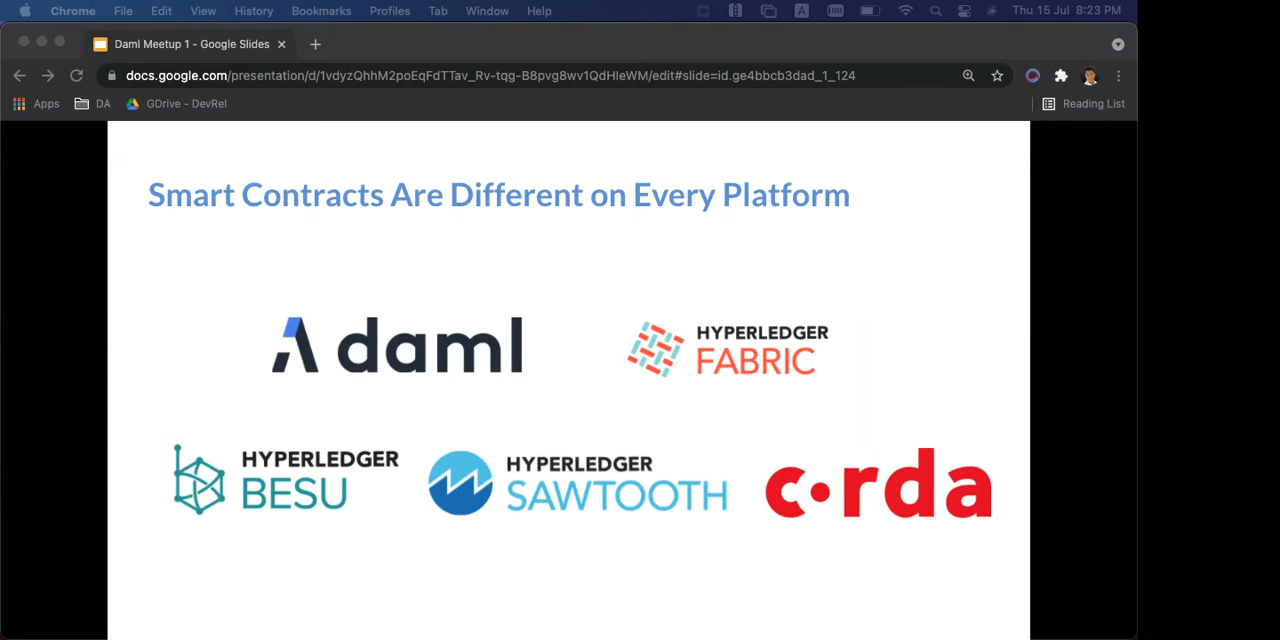 Chrome File Edit View History Bookmarks Profiles Tab Window Help A Thu 15 Jul 8:23 PM
Daml Meetup 1 - Google Slides
docs.google.com/presentation/d/1vdyzQhhM2poEqFdTTav_Rv-tqg-B8pvg8wv1QdHIeWM/edit#slide=id.ge4bbcb3dad_1_124
Apps DA GDrive - DevRel Reading List
Smart Contracts Are Different on Every Platform
daml
HYPERLEDGER
FABRIC
HYPERLEDGER
BESU
HYPERLEDGER
SAWTOOTH
c•rda